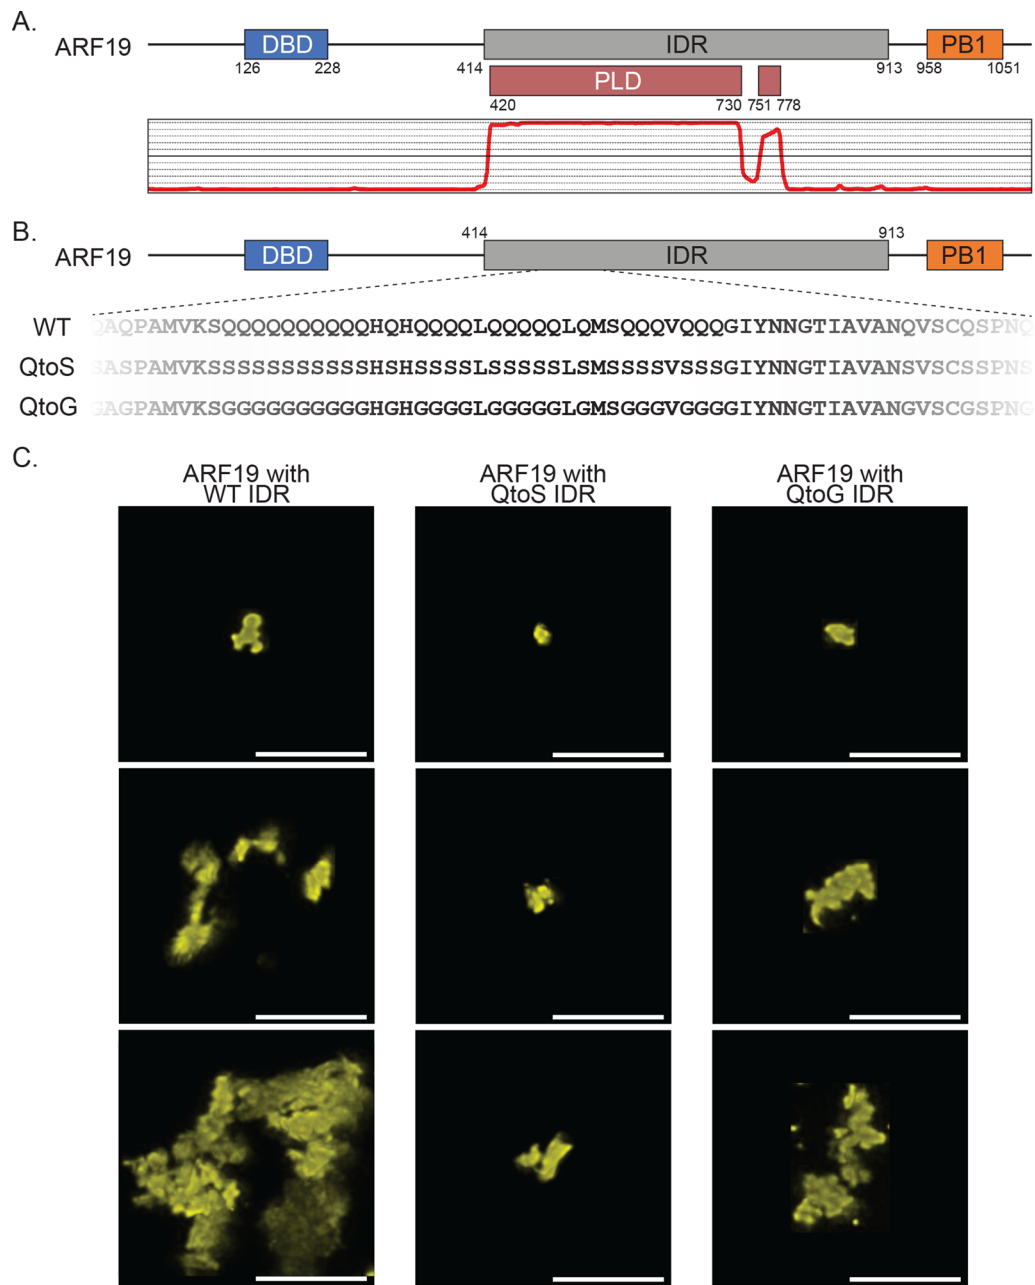 A.
ARF19 DBD IDR PB1
126 228 414 913 958 1051
PLD
420 730 751 778
B.
414 913
ARF19 DBD IDR PB1
WT QAQPAMVKSQQQQQQQQQQHQHQQQQLQQQQQLQMSQQQVQQQGIYNNGTIAVANQVSCQSPNQ
QtoS SASPAMVKSSSSSSSSSSSHSHSSSSLSSSSSLSMSSSSVSSSGIYNNGTIAVANSVSCSSPNS
QtoG GAGPAMVKSGGGGGGGGGGHGHGGGGLGGGGGLGMSGGGVGGGGIYNNGTIAVANGVSCGSPNG
C.
ARF19 with WT IDR
ARF19 with QtoS IDR
ARF19 with QtoG IDR